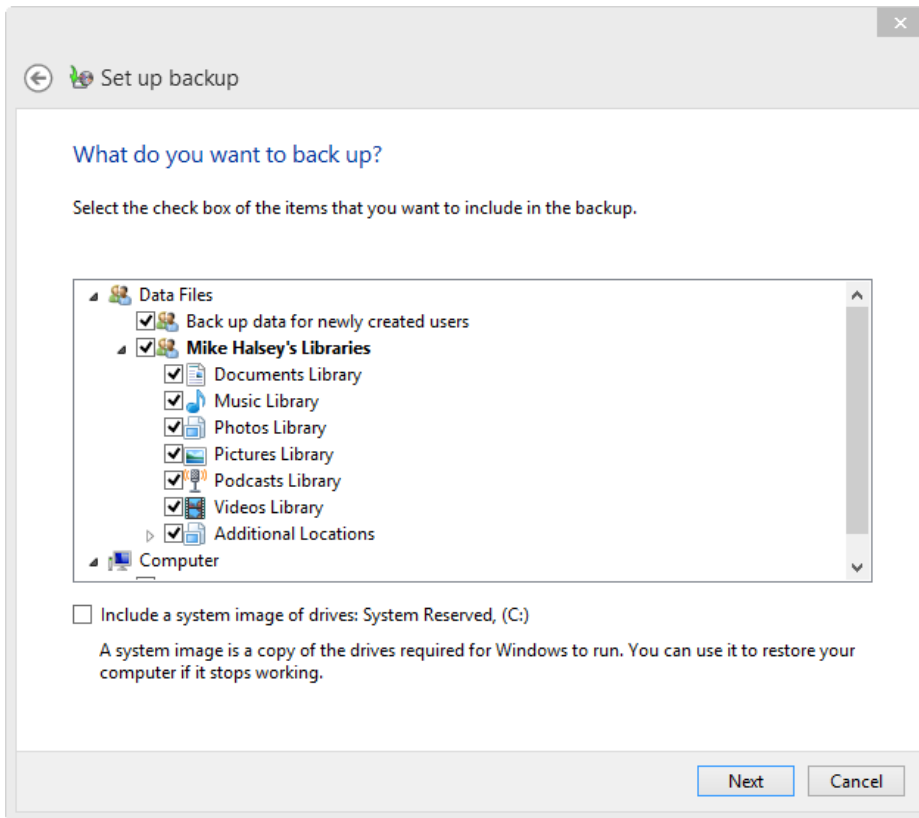 Set up backup
What do you want to back up?
Select the check box of the items that you want to include in the backup.
Data Files
Back up data for newly created users
Mike Halsey's Libraries
Documents Library
Music Library
Photos Library
Pictures Library
Podcasts Library
Videos Library
Additional Locations
Computer
Include a system image of drives: System Reserved, (C:)
A system image is a copy of the drives required for Windows to run. You can use it to restore your
computer if it stops working.
Next
Cancel